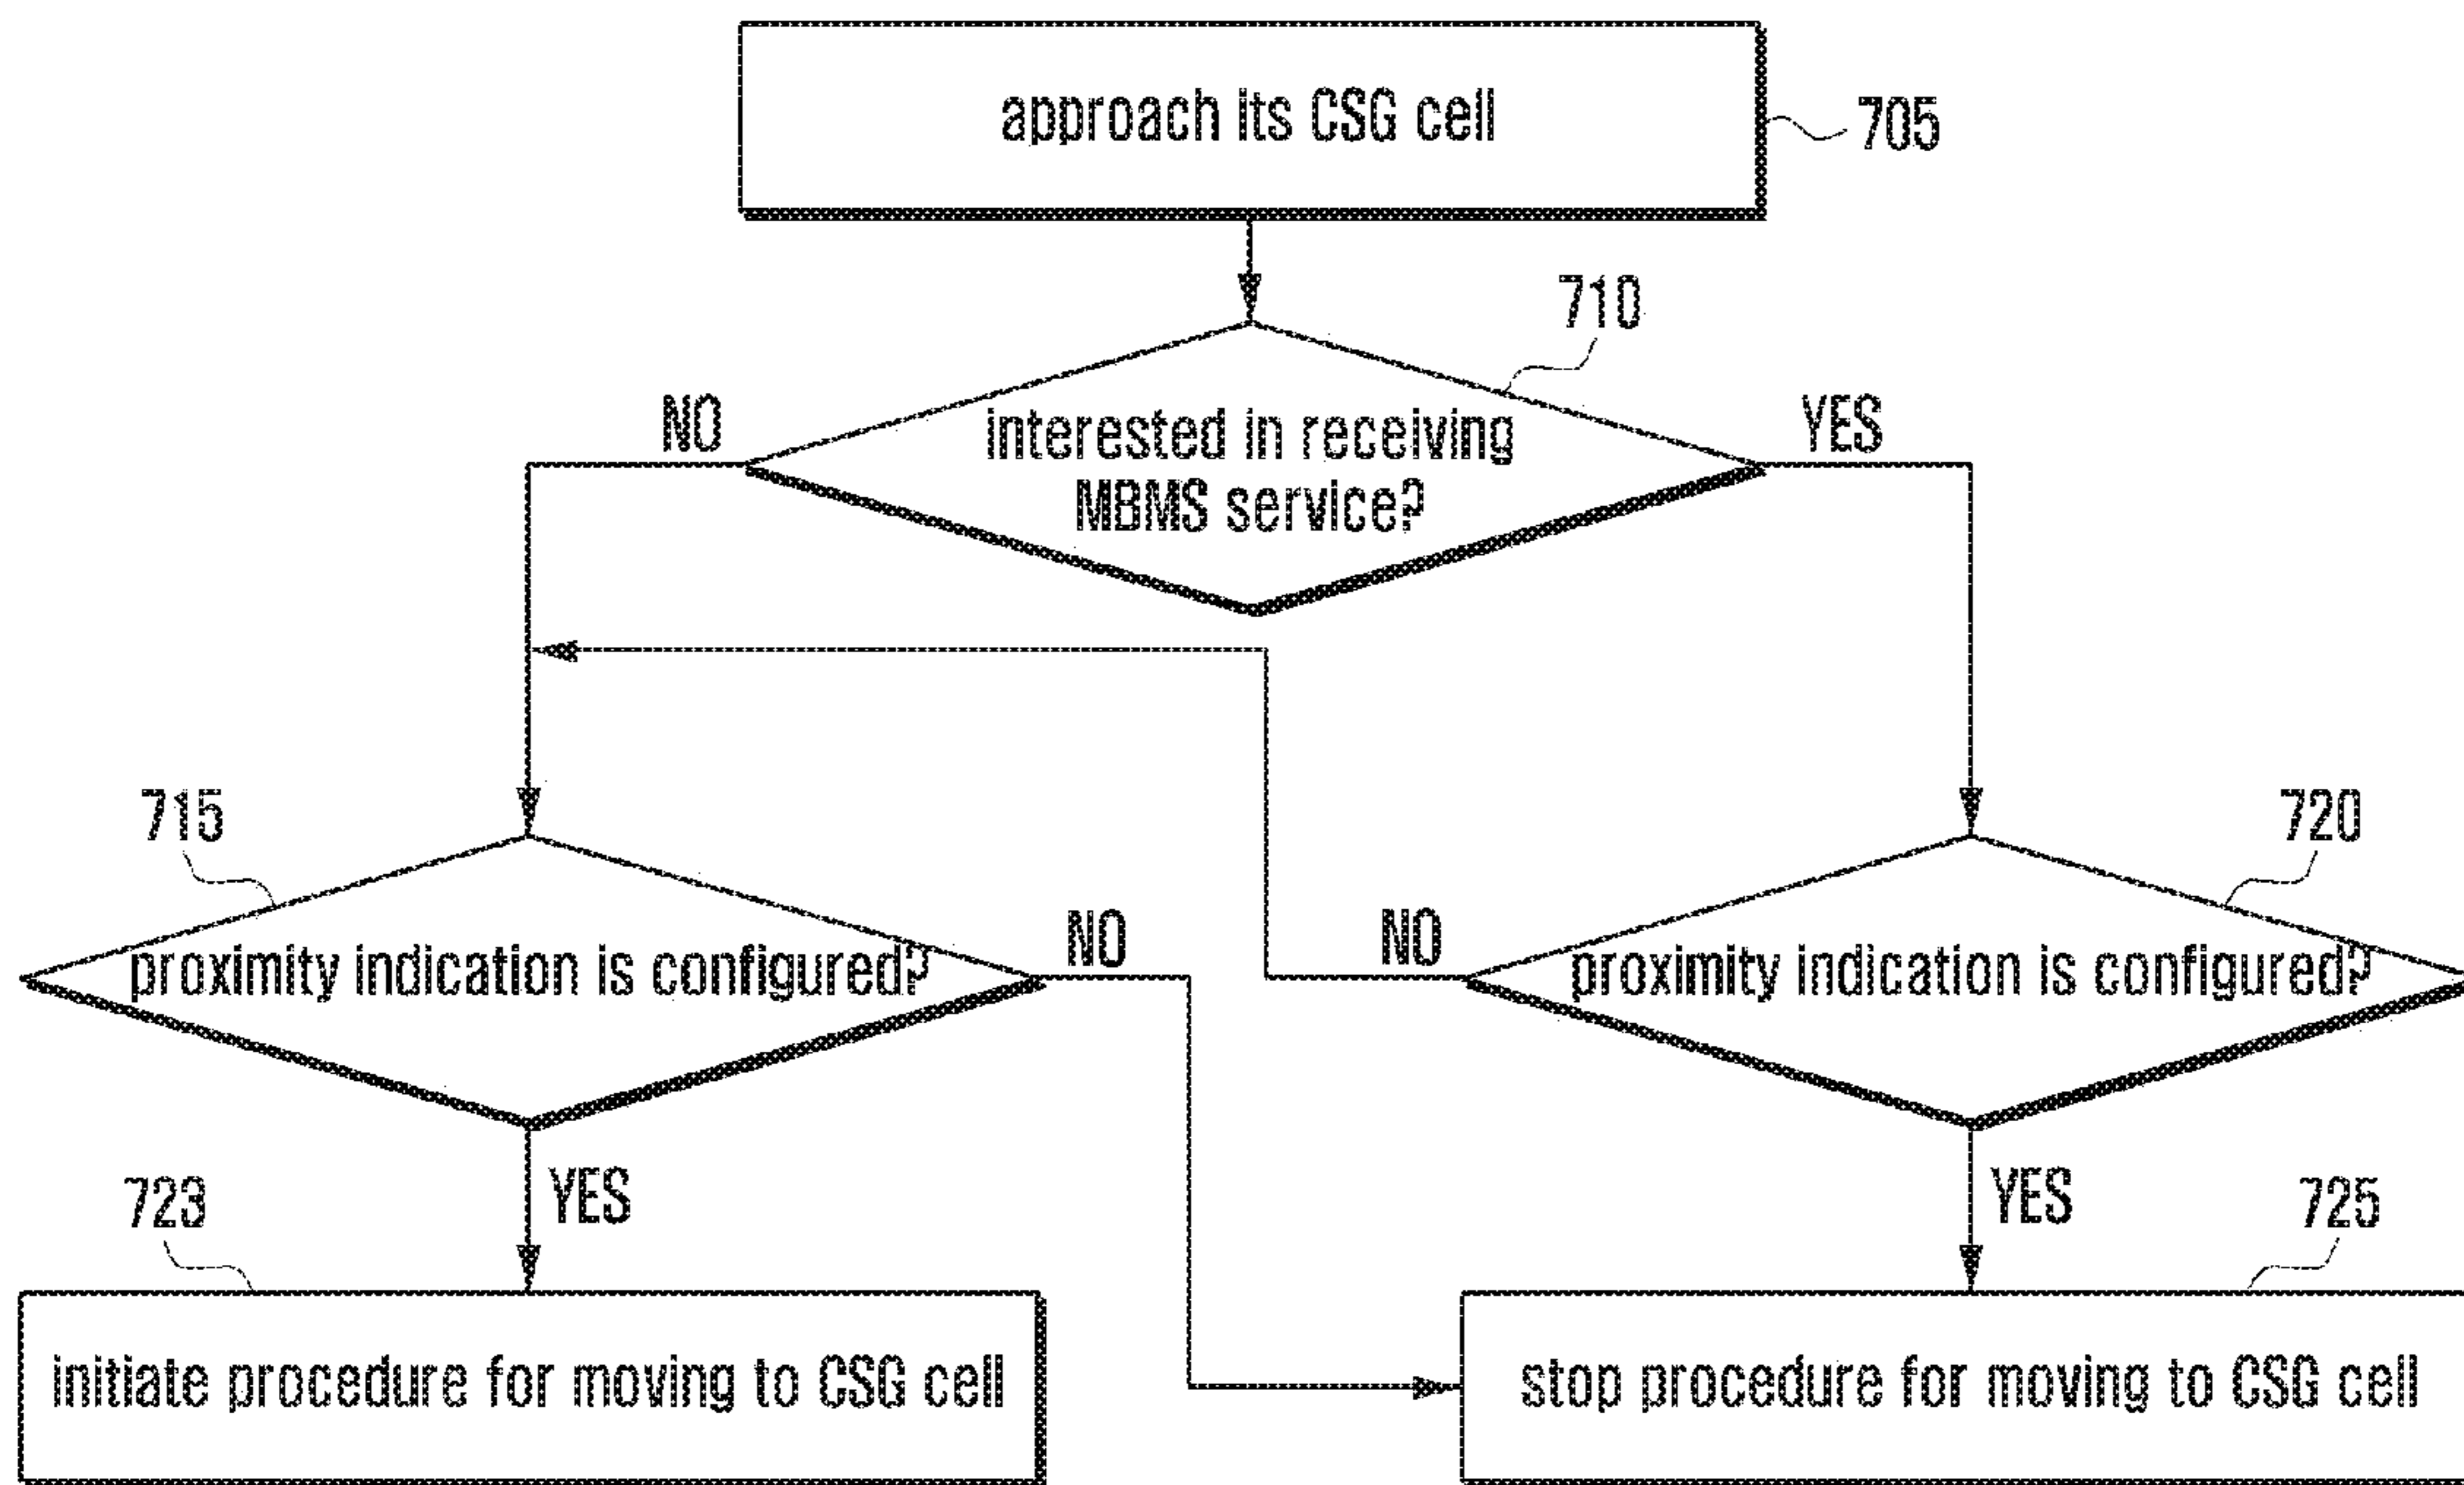 approach its CSG cell
705
710
NO
interested in receiving
MBMS service?
YES
715
720
proximity indication is configured?
NO
NO
proximity indication is configured?
723
YES
YES
725
initiate procedure for moving to CSG cell
stop procedure for moving to CSG cell